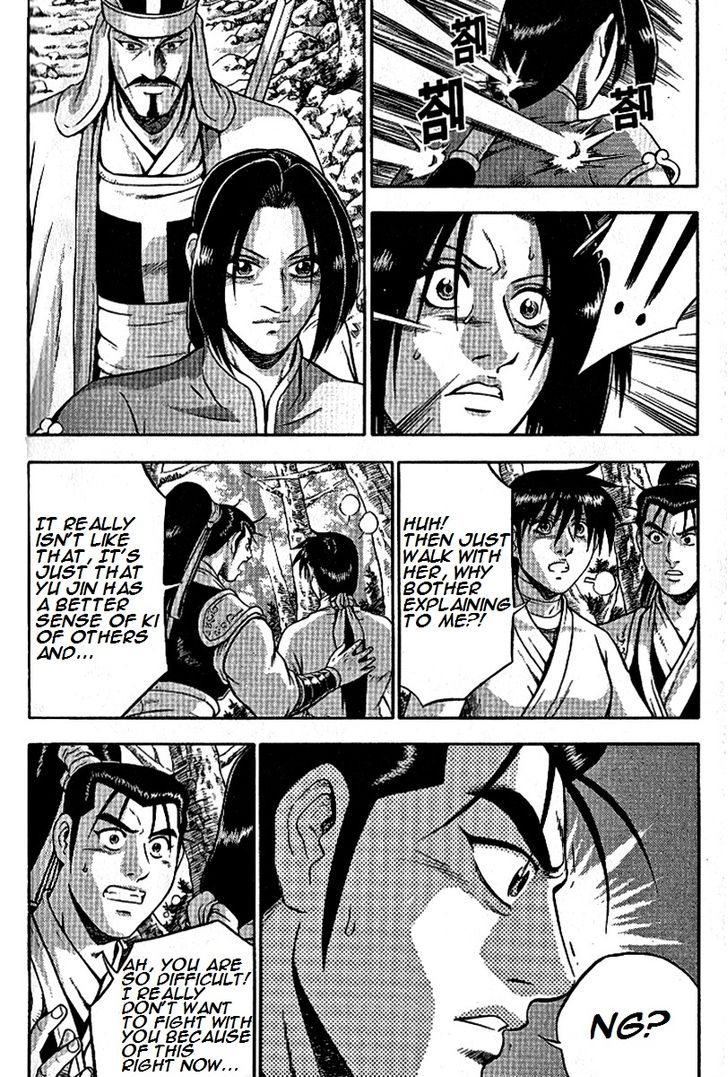 !!
HUH!
THEN JUST
WALK WITH
HER, WHY
BOTHER
EXPLAINING
TO ME?!
IT REALLY
ISN'T LIKE
THAT, IT'S
JUST THAT
YU JIN HAS
A BETTER
SENSE OF KI
OF OTHERS
AND...
NG?
AH, YOU ARE
SO DIFFICULT!
I REALLY
DON'T WANT
TO FIGHT WITH
YOU BECAUSE
OF THIS
RIGHT NOW...